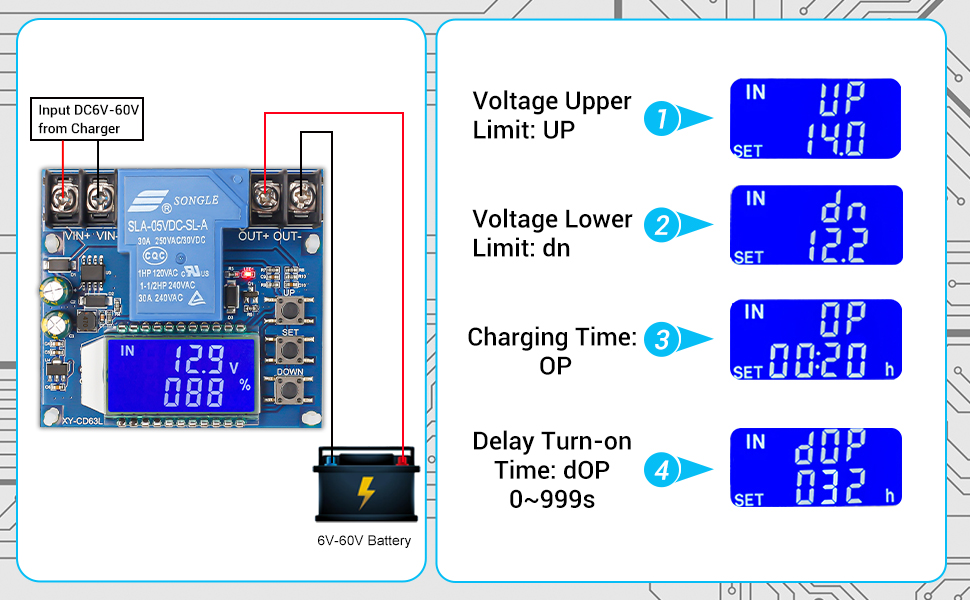 Input DC6V-60V
from Charger
SONGLE
®
SLA-05VDC-SL-A
30A 250VAC/30VDC
CQC
1HP 120VAC c UL US
1-1/2HP 240VAC
30A 240VAC
VIN+ VIN-
OUT+ OUT-
UP
SET
DOWN
IN
12.9 V
088 %
XY-CD63L
6V-60V Battery
Voltage Upper
Limit: UP
1
IN
UP
SET 14.0
Voltage Lower
Limit: dn
2
IN
dn
SET 12.2
Charging Time:
OP
3
IN
OP
SET 00:20 h
Delay Turn-on
Time: dOP
0~999s
4
IN
dOP
SET 032 h